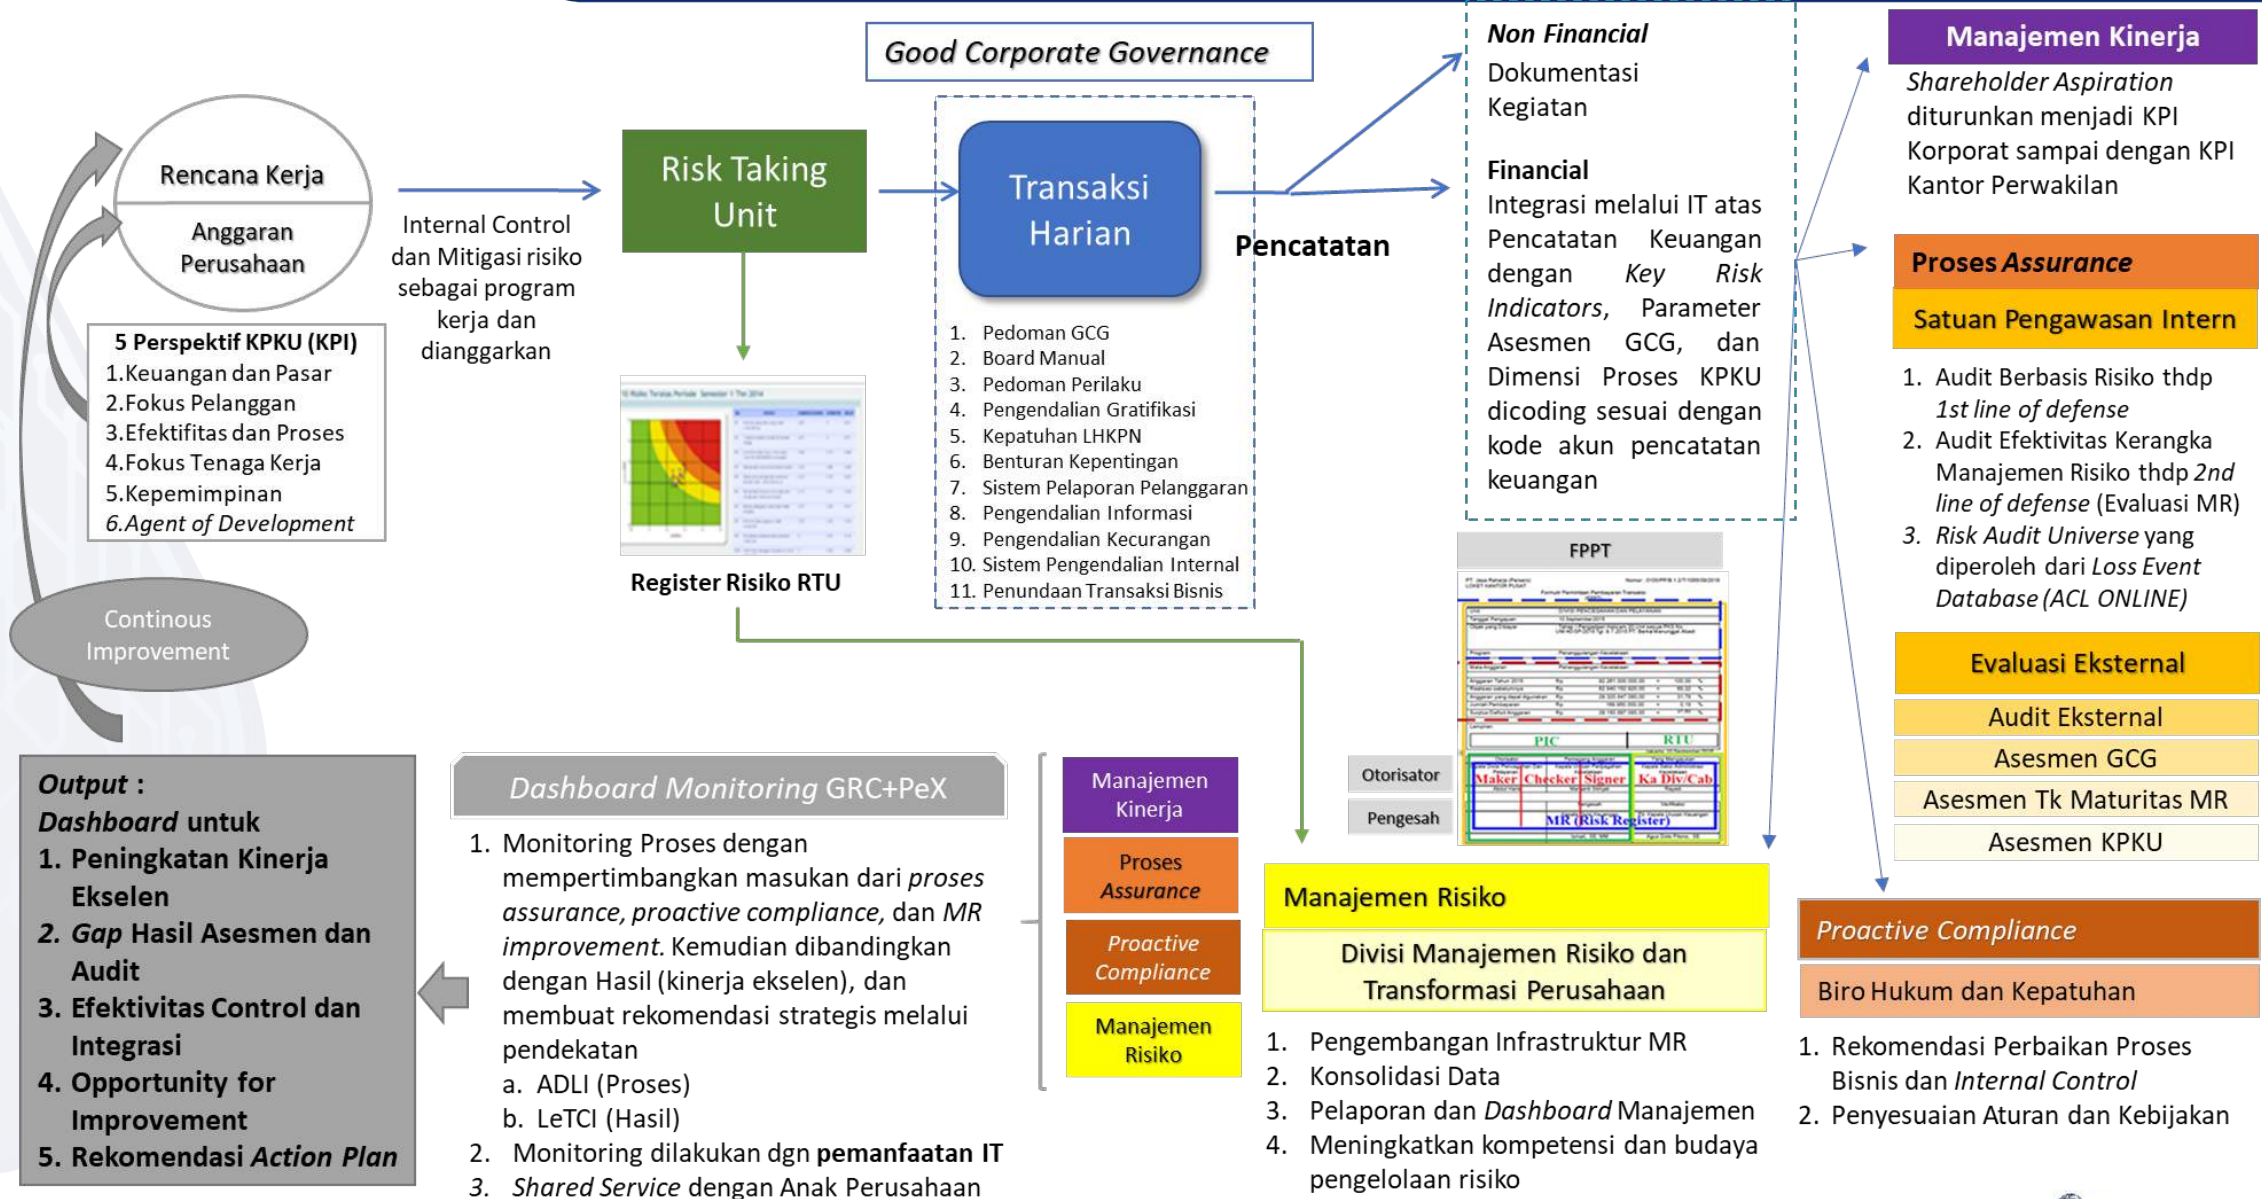 Good Corporate Governance
Rencana Kerja
Anggaran
Perusahaan
Internal Control
dan Mitigasi risiko
sebagai program
kerja dan
dianggarkan
5 Perspektif KPKU (KPI)
1.Keuangan dan Pasar
2.Fokus Pelanggan
3.Efektifitas dan Proses
4.Fokus Tenaga Kerja
5.Kepemimpinan
6.Agent of Development
Continous
Improvement
Risk Taking
Unit
Register Risiko RTU
Transaksi
Harian
1. Pedoman GCG
2. Board Manual
3. Pedoman Perilaku
4. Pengendalian Gratifikasi
5. Kepatuhan LHKPN
6. Benturan Kepentingan
7. Sistem Pelaporan Pelanggaran
8. Pengendalian Informasi
9. Pengendalian Kecurangan
10. Sistem Pengendalian Internal
11. Penundaan Transaksi Bisnis
Pencatatan
Non Financial
Dokumentasi
Kegiatan
Financial
Integrasi melalui IT atas
Pencatatan Keuangan
dengan Key Risk
Indicators, Parameter
Asesmen GCG, dan
Dimensi Proses KPKU
dicoding sesuai dengan
kode akun pencatatan
keuangan
FPPT
PIC
RTU
Maker Checker Signer Ka Div/Cab
MR (Risk Register)
Otorisator
Pengesah
Manajemen Kinerja
Shareholder Aspiration
diturunkan menjadi KPI
Korporat sampai dengan KPI
Kantor Perwakilan
Proses Assurance
Satuan Pengawasan Intern
1. Audit Berbasis Risiko thdp
1st line of defense
2. Audit Efektivitas Kerangka
Manajemen Risiko thdp 2nd
line of defense (Evaluasi MR)
3. Risk Audit Universe yang
diperoleh dari Loss Event
Database (ACL ONLINE)
Evaluasi Eksternal
Audit Eksternal
Asesmen GCG
Asesmen Tk Maturitas MR
Asesmen KPKU
Proactive Compliance
Biro Hukum dan Kepatuhan
1. Rekomendasi Perbaikan Proses
Bisnis dan Internal Control
2. Penyesuaian Aturan dan Kebijakan
Manajemen Risiko
Divisi Manajemen Risiko dan
Transformasi Perusahaan
1. Pengembangan Infrastruktur MR
2. Konsolidasi Data
3. Pelaporan dan Dashboard Manajemen
4. Meningkatkan kompetensi dan budaya
pengelolaan risiko
Manajemen
Kinerja
Proses
Assurance
Proactive
Compliance
Manajemen
Risiko
Dashboard Monitoring GRC+PeX
1. Monitoring Proses dengan
mempertimbangkan masukan dari proses
assurance, proactive compliance, dan MR
improvement. Kemudian dibandingkan
dengan Hasil (kinerja ekselen), dan
membuat rekomendasi strategis melalui
pendekatan
a. ADLI (Proses)
b. LeTCI (Hasil)
2. Monitoring dilakukan dgn pemanfaatan IT
3. Shared Service dengan Anak Perusahaan
Output :
Dashboard untuk
1. Peningkatan Kinerja
Ekselen
2. Gap Hasil Asesmen dan
Audit
3. Efektivitas Control dan
Integrasi
4. Opportunity for
Improvement
5. Rekomendasi Action Plan